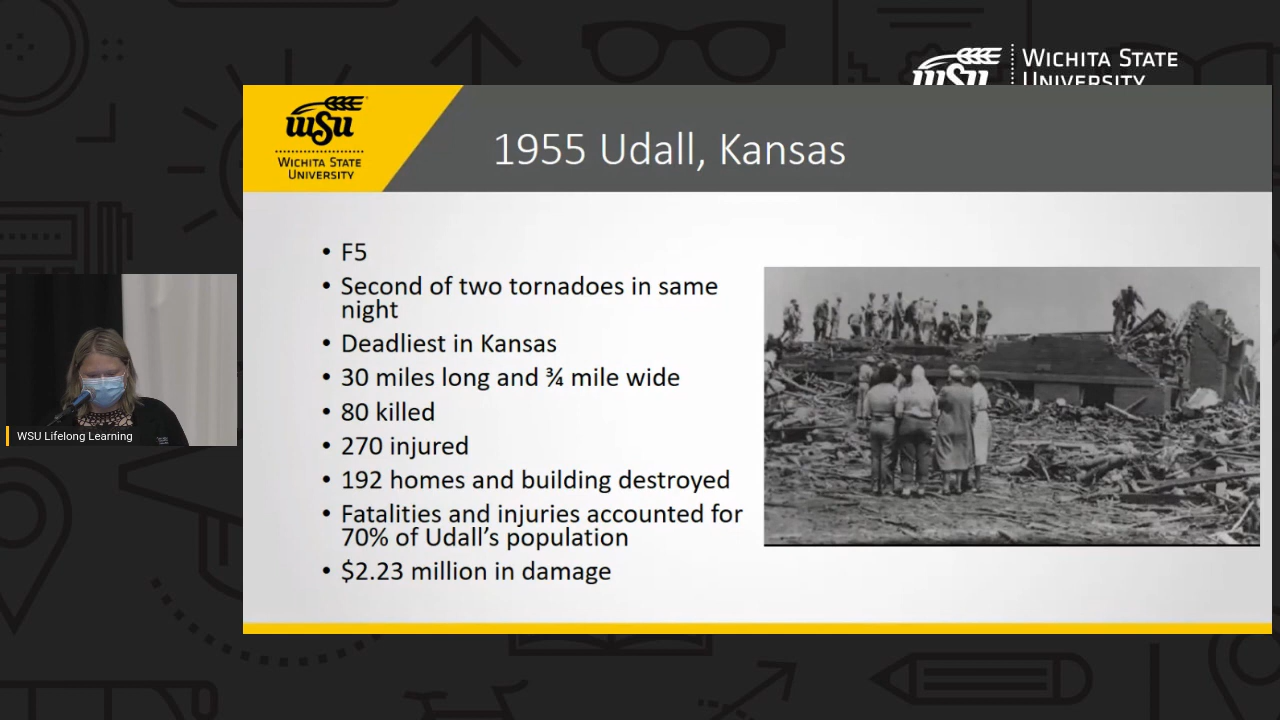 WSU
WICHITA STATE
UNIVERSITY
WSU
WICHITA STATE
UNIVERSITY
1955 Udall, Kansas
• F5
• Second of two tornadoes in same
night
• Deadliest in Kansas
• 30 miles long and ¾ mile wide
• 80 killed
• 270 injured
• 192 homes and building destroyed
• Fatalities and injuries accounted for
70% of Udall’s population
• $2.23 million in damage
WSU Lifelong Learning